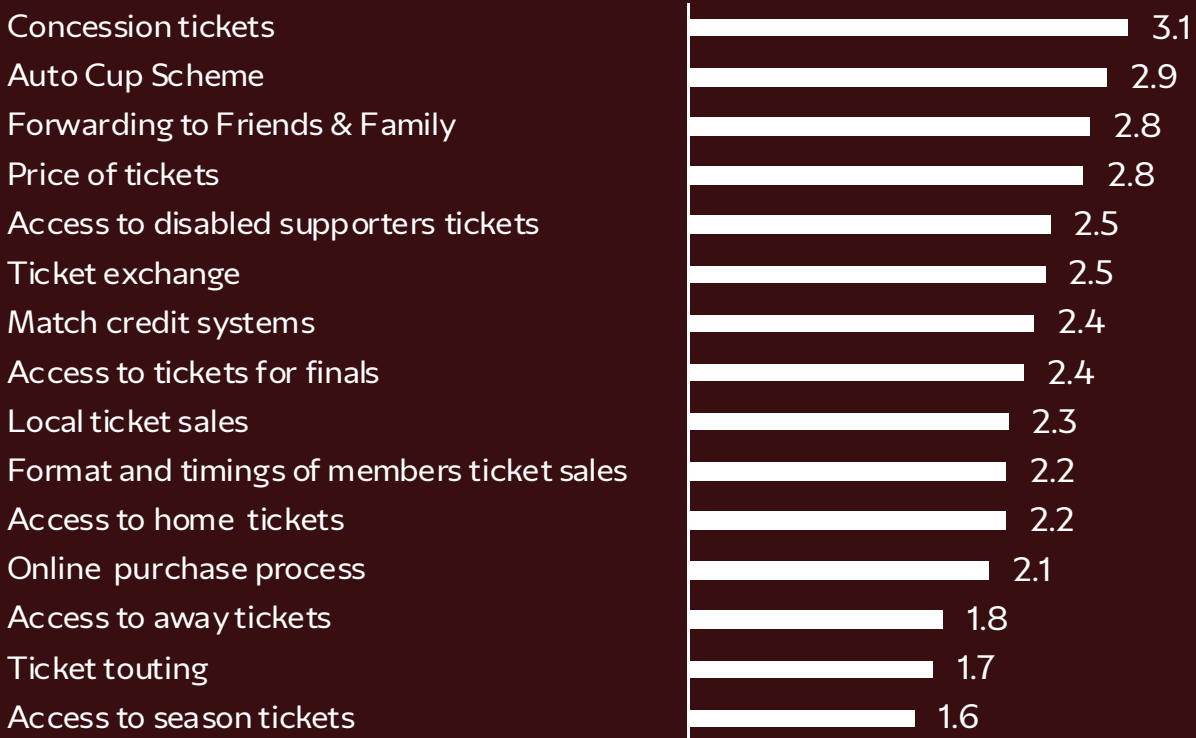 Concession tickets 3.1
Auto Cup Scheme 2.9
Forwarding to Friends & Family 2.8
Price of tickets 2.8
Access to disabled supporters tickets 2.5
Ticket exchange 2.5
Match credit systems 2.4
Access to tickets for finals 2.4
Local ticket sales 2.3
Format and timings of members ticket sales 2.2
Access to home tickets 2.2
Online purchase process 2.1
Access to away tickets 1.8
Ticket touting 1.7
Access to season tickets 1.6